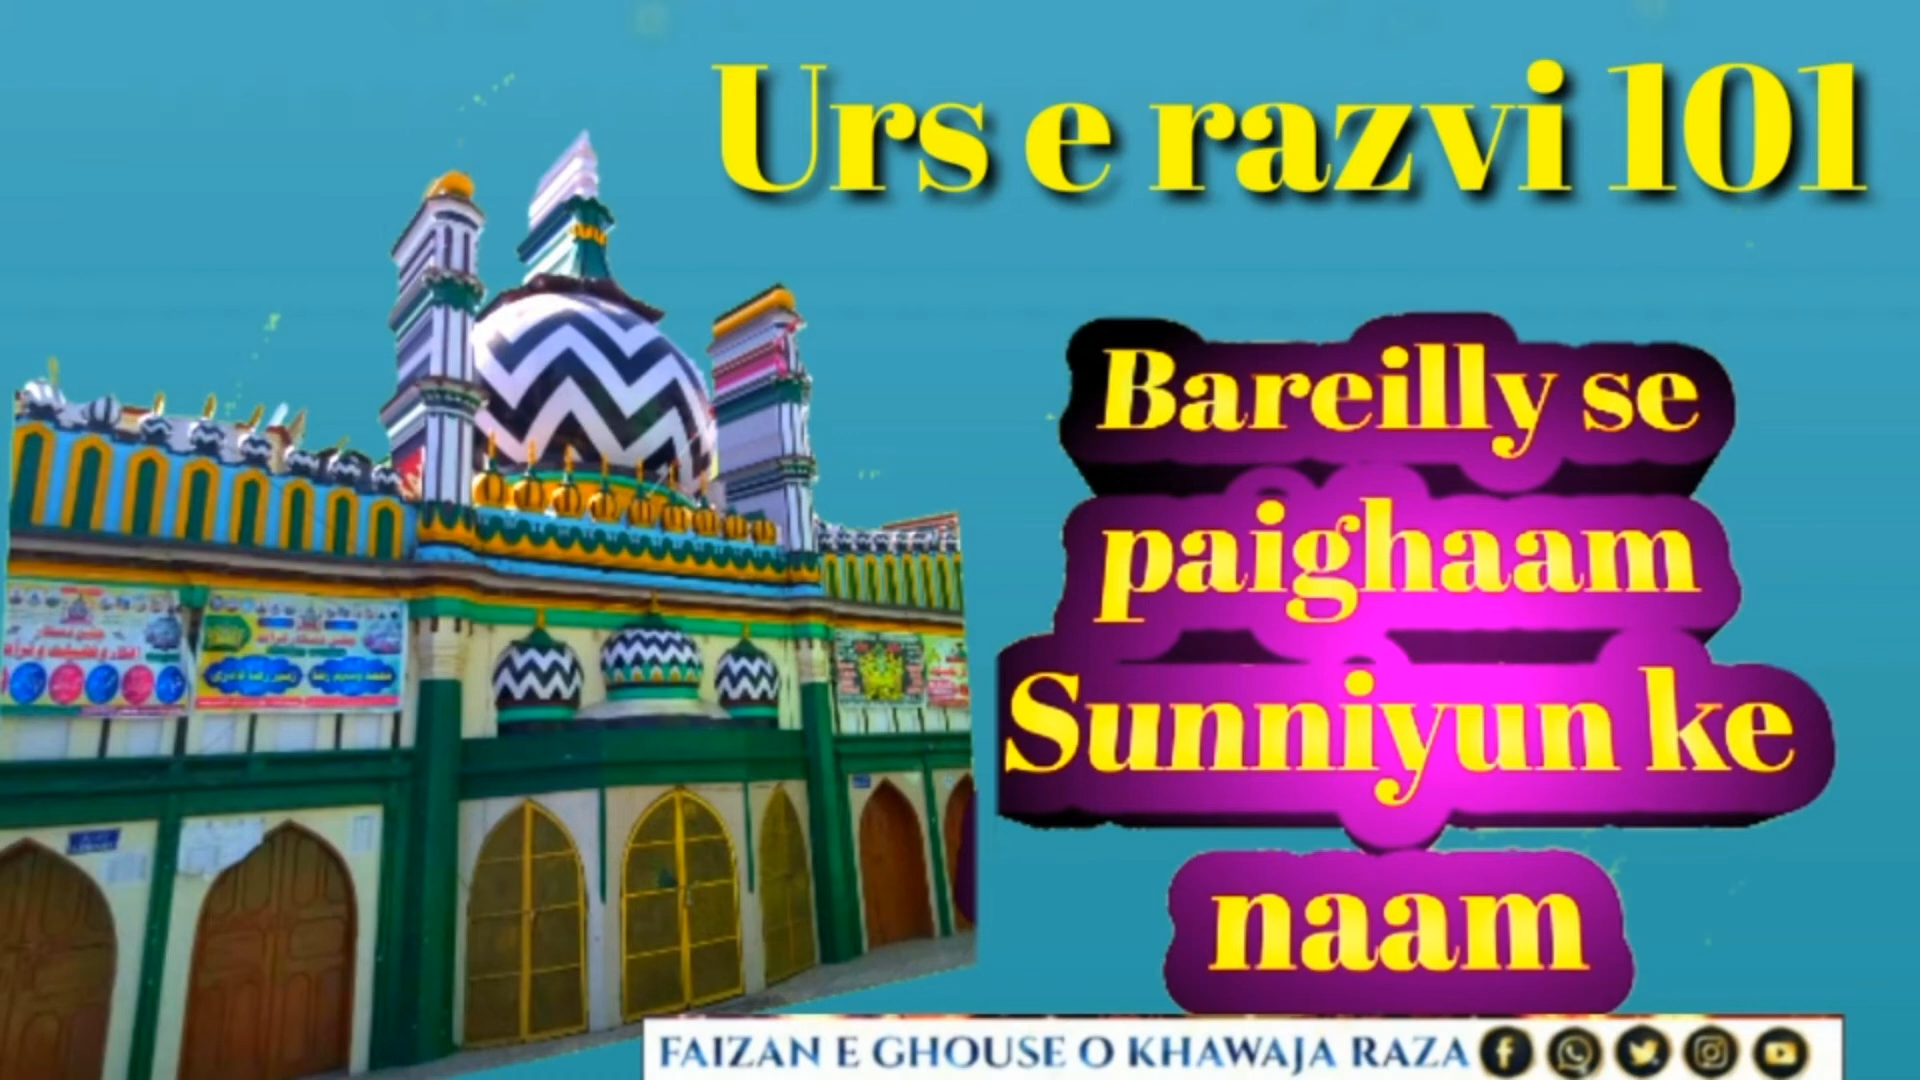 Urs e razvi 101
Bareilly se
paighaam
Sunniyun ke
naam
FAIZAN E GHOUSE O KHAWAJA RAZA